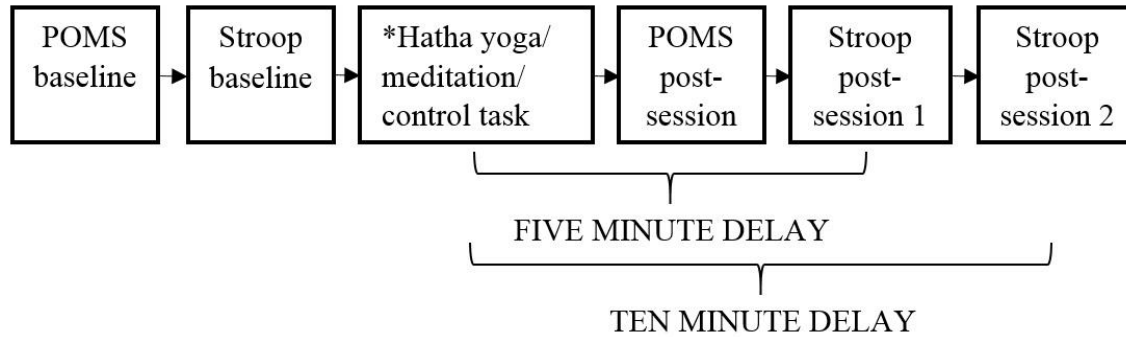 POMS
baseline
Stroop
baseline
*Hatha yoga/
meditation/
control task
POMS
post-
session
Stroop
post-
session 1
Stroop
post-
session 2
FIVE MINUTE DELAY
TEN MINUTE DELAY